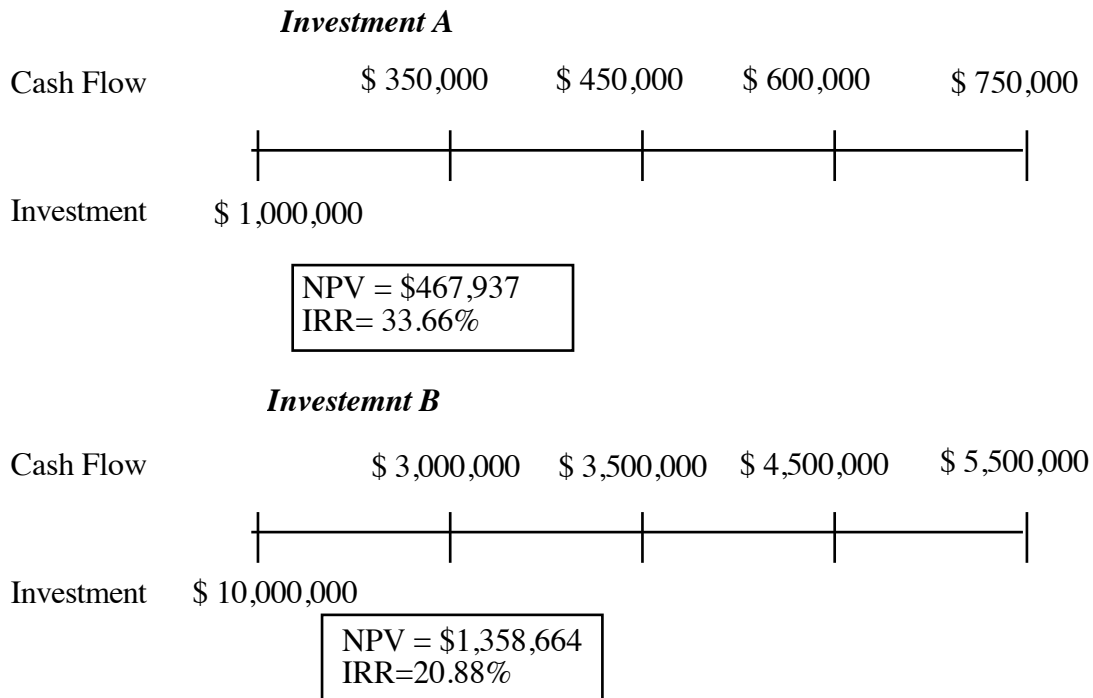 Investment A
Cash Flow $ 350,000 $ 450,000 $ 600,000 $ 750,000
Investment $ 1,000,000
NPV = $467,937
IRR= 33.66%
Investemnt B
Cash Flow $ 3,000,000 $ 3,500,000 $ 4,500,000 $ 5,500,000
Investment $ 10,000,000
NPV = $1,358,664
IRR=20.88%